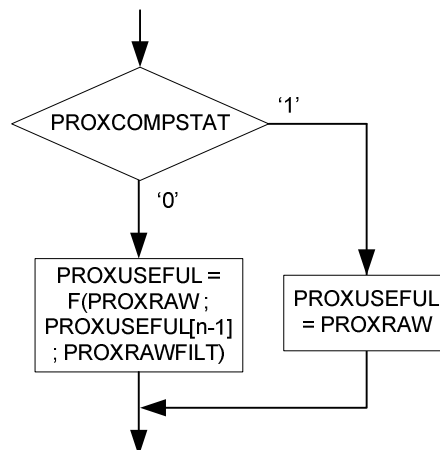 PROXCOMPSTAT
‘1’
‘0’
PROXUSEFUL =
F(PROXRAW ;
PROXUSEFUL[n-1]
; PROXRAWFILT)
PROXUSEFUL
= PROXRAW